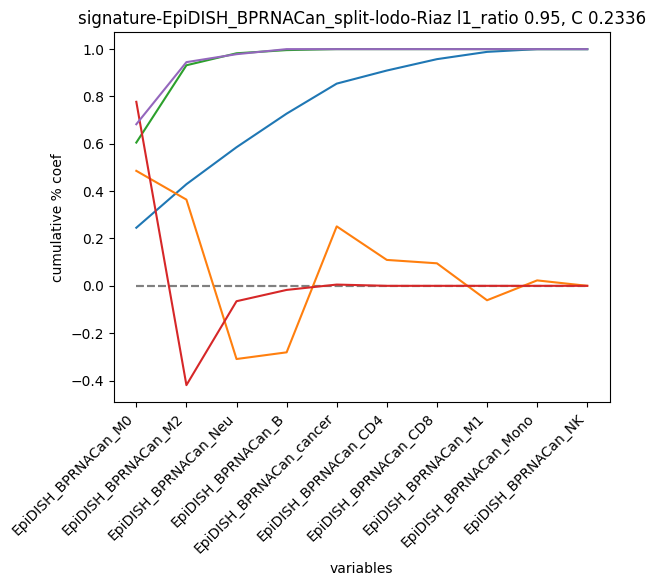 signature-EpiDISH_BPRNACan_split-lodo-Riaz l1_ratio 0.95, C 0.2336
cumulative % coef
1.0
0.8
0.6
0.4
0.2
0.0
−0.2
−0.4
EpiDISH_BPRNACan_M0
EpiDISH_BPRNACan_M2
EpiDISH_BPRNACan_Neu
EpiDISH_BPRNACan_B
EpiDISH_BPRNACan_cancer
EpiDISH_BPRNACan_CD4
EpiDISH_BPRNACan_CD8
EpiDISH_BPRNACan_M1
EpiDISH_BPRNACan_Mono
EpiDISH_BPRNACan_NK
variables